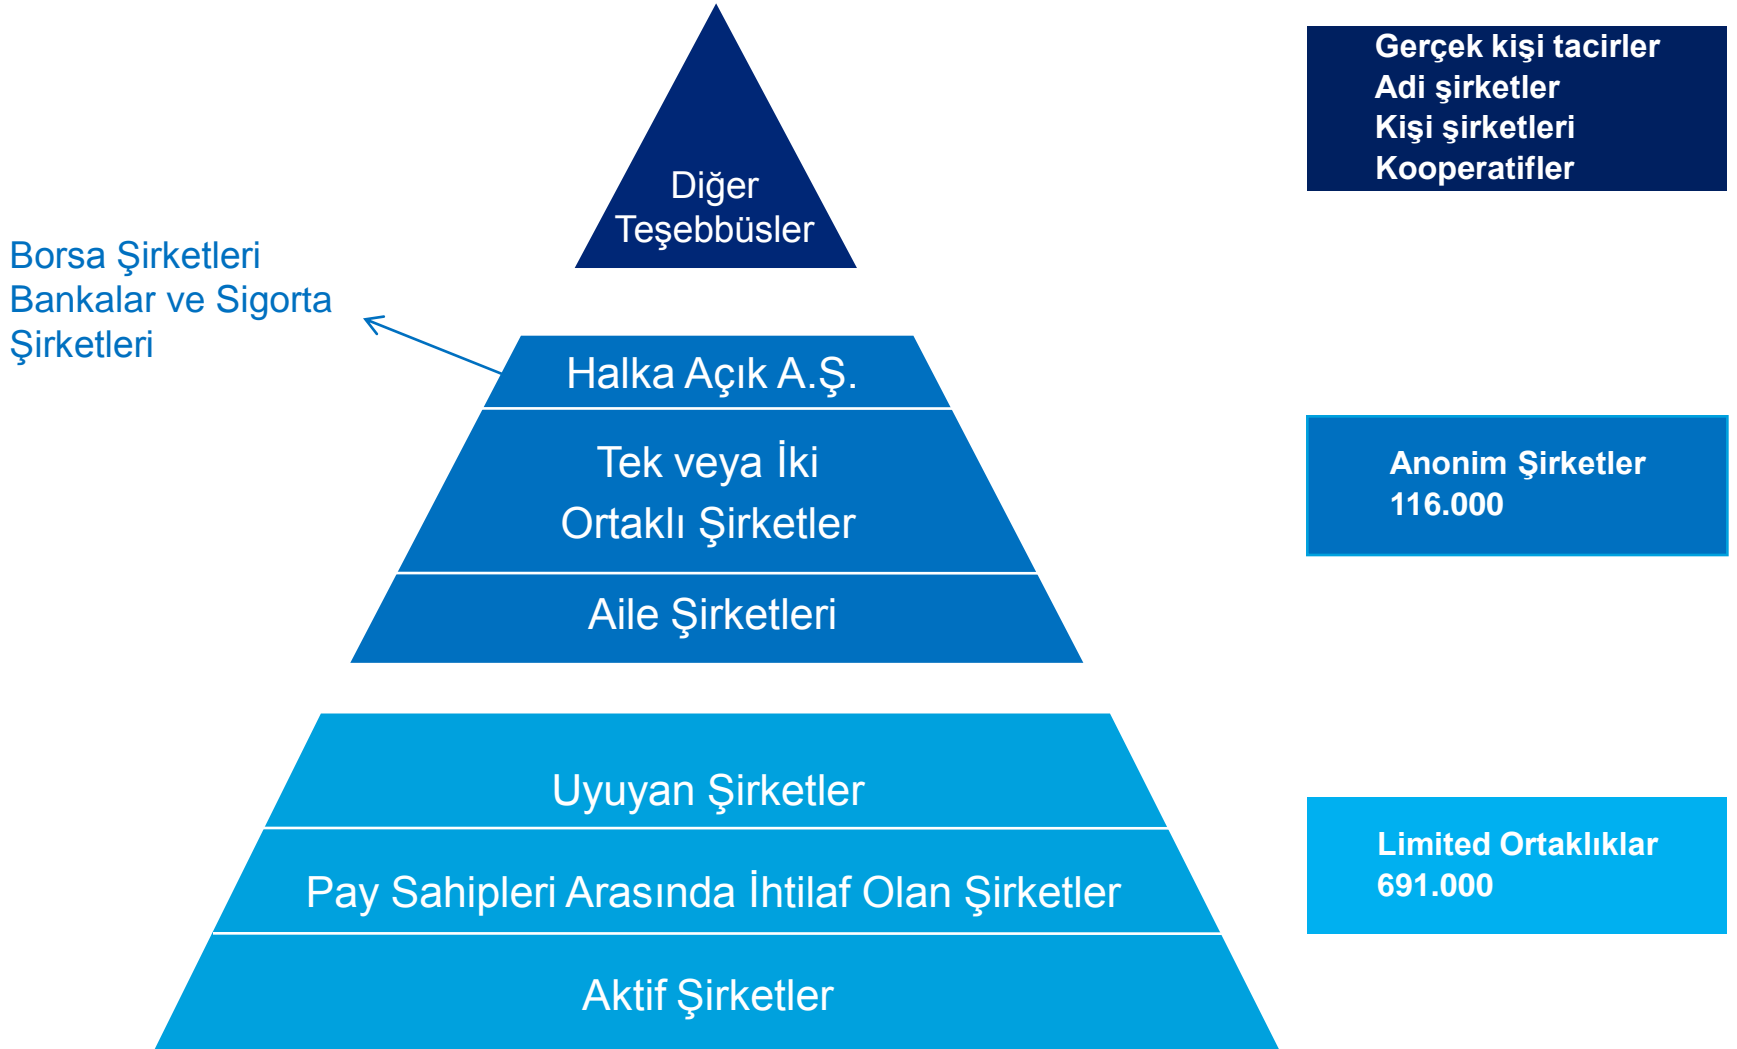 Diğer
Teşebbüsler
Gerçek kişi tacirler
Adi şirketler
Kişi şirketleri
Kooperatifler
Borsa Şirketleri
Bankalar ve Sigorta
Şirketleri
Halka Açık A.Ş.
Tek veya İki
Ortaklı Şirketler
Aile Şirketleri
Anonim Şirketler
116.000
Uyuyan Şirketler
Pay Sahipleri Arasında İhtilaf Olan Şirketler
Aktif Şirketler
Limited Ortaklıklar
691.000